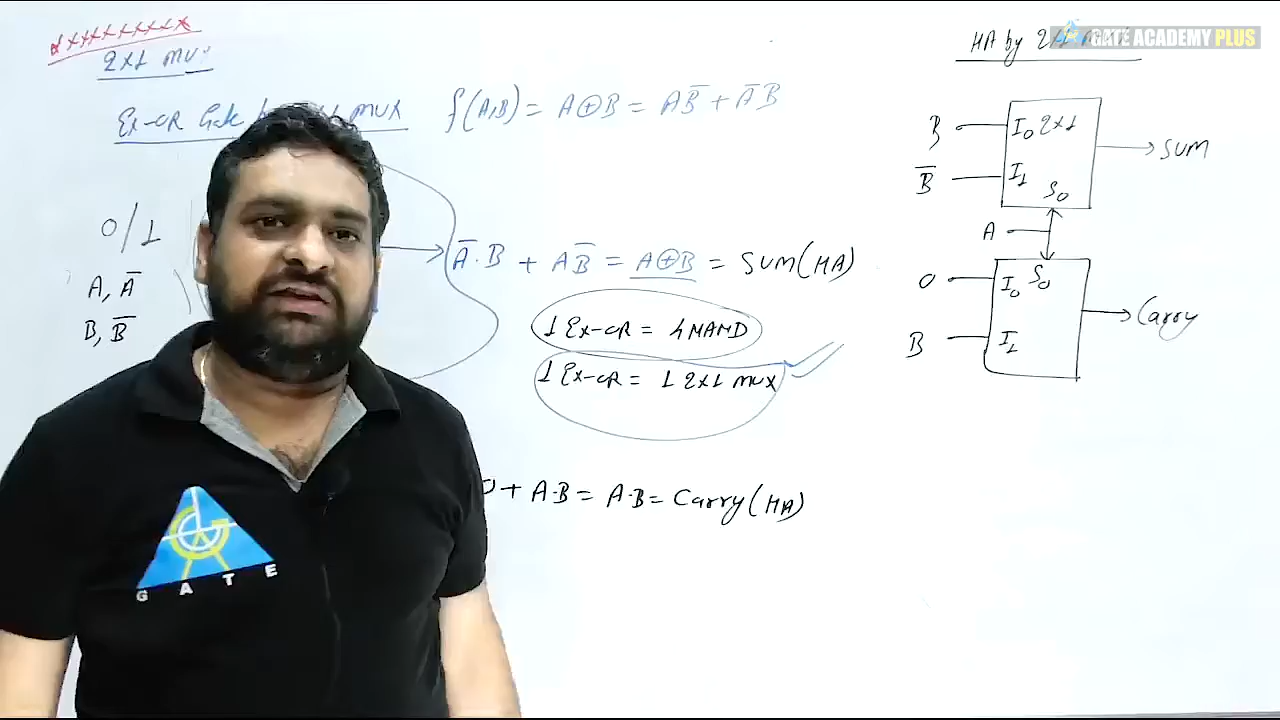 2x1 mux
Ex-OR Gate MUX f(A,B) = A⊕B = AB̅ + A̅B
0/1
A, A̅
B, B̅
A̅·B + AB̅ = A⊕B = SUM(HA)
1 Ex-OR = 4 NAND
1 Ex-OR = 1 2x1 MUX
0 + A·B = A·B = Carry(HA)
HA by 2x1
GATE ACADEMY PLUS
B I0 2x1
SUM
B̅ I1
S0
A
0 I0 S0
Carry
B I1
G A T E